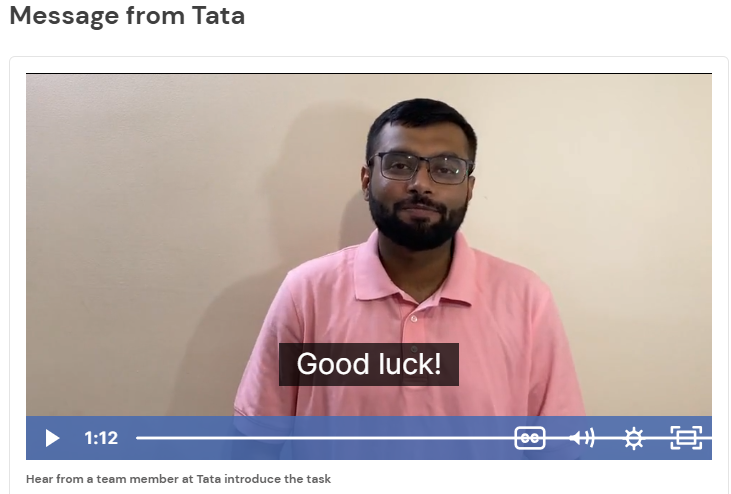 Message from Tata
Good luck!
1:12
Hear from a team member at Tata introduce the task